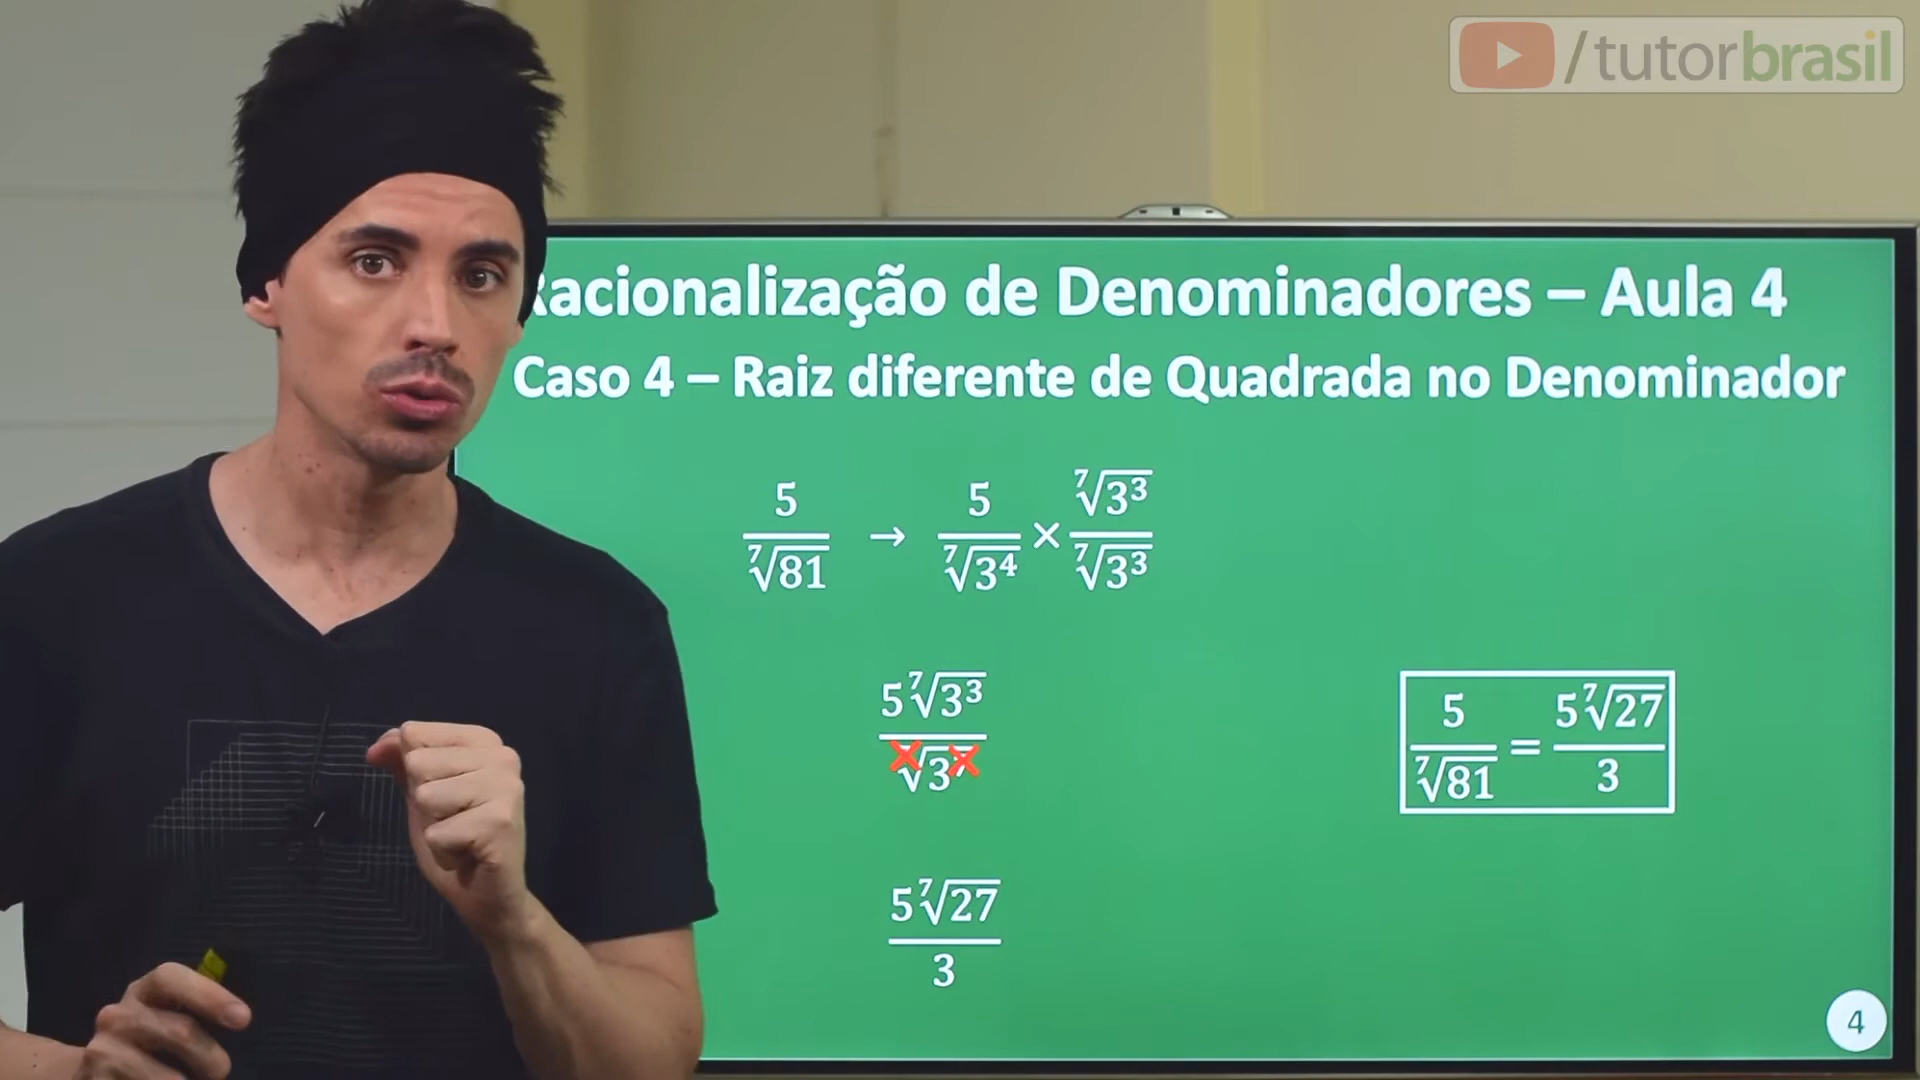 /tutorbrasil
Racionalização de Denominadores – Aula 4
Caso 4 – Raiz diferente de Quadrada no Denominador
5/⁷√81 → 5/⁷√3⁴ × ⁷√3³/⁷√3³
5⁷√3³/⁷√3⁷
5/⁷√81 = 5⁷√27/3
5⁷√27/3
4